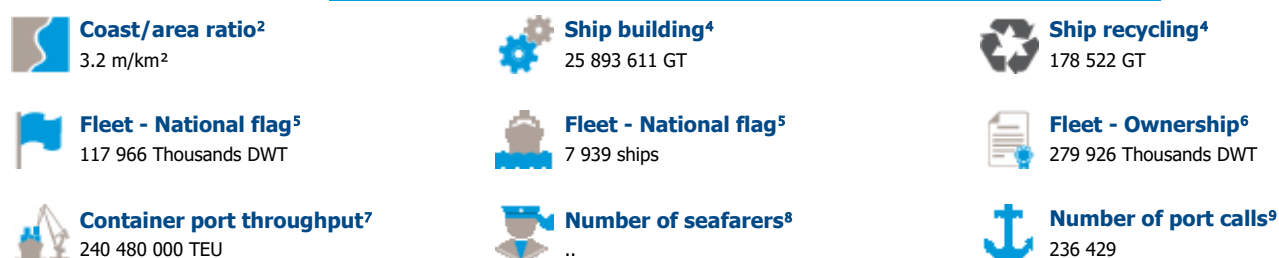 Coast/area ratio²
3.2 m/km²
Ship building⁴
25 893 611 GT
Ship recycling⁴
178 522 GT
Fleet - National flag⁵
117 966 Thousands DWT
Fleet - National flag⁵
7 939 ships
Fleet - Ownership⁶
279 926 Thousands DWT
Container port throughput⁷
240 480 000 TEU
Number of seafarers⁸
..
Number of port calls⁹
236 429